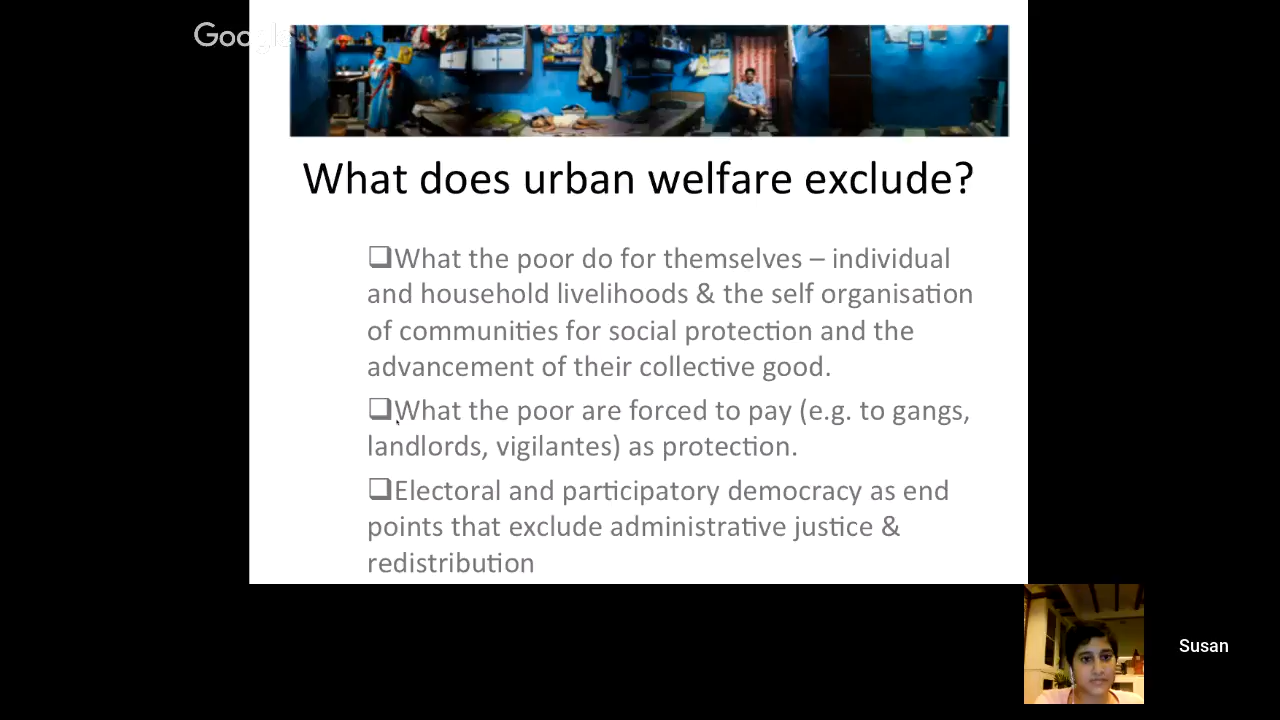 Google
What does urban welfare exclude?
❑What the poor do for themselves – individual
and household livelihoods & the self organisation
of communities for social protection and the
advancement of their collective good.
❑What the poor are forced to pay (e.g. to gangs,
landlords, vigilantes) as protection.
❑Electoral and participatory democracy as end
points that exclude administrative justice &
redistribution
Susan